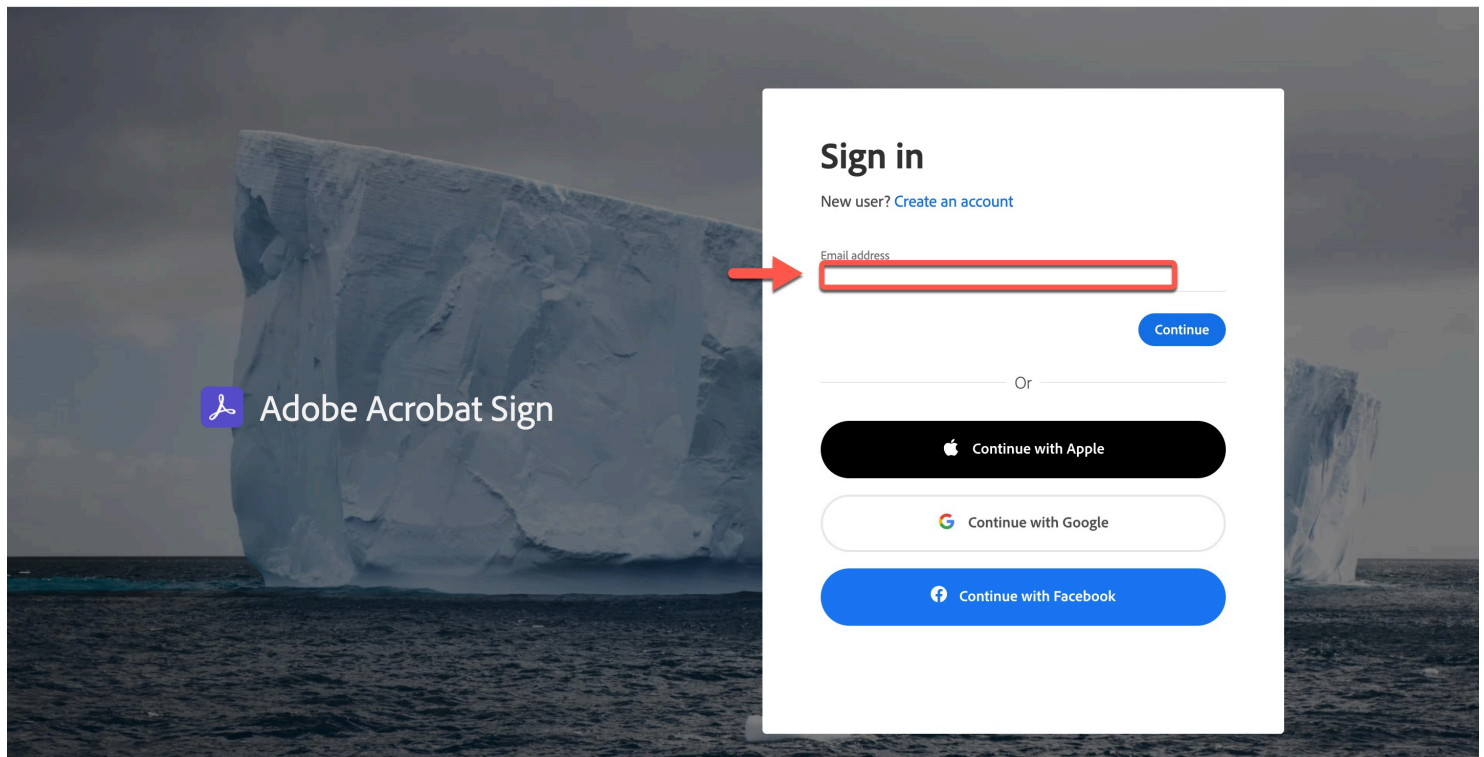 Sign in
New user? Create an account
Email address
Continue
Or
Adobe Acrobat Sign
Continue with Apple
Continue with Google
Continue with Facebook